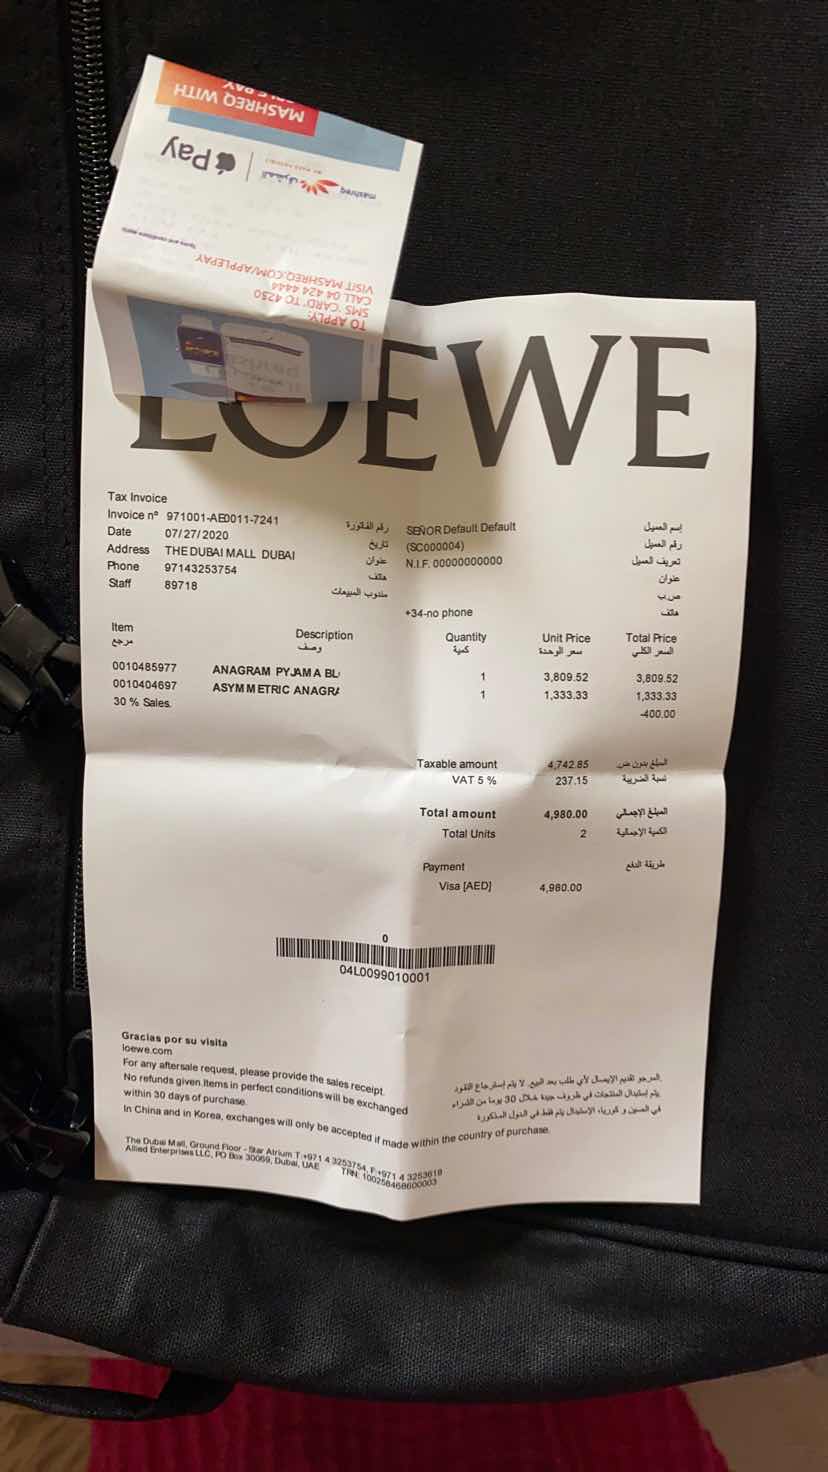 MASHREQ WITH
Pay
المشرق mashreq
Terms and conditions apply
TO APPLY:
SMS 'CARD' TO 4250
CALL 04 424 4444
VISIT MASHREQ.COM/APPLEPAY
LOEWE
Tax Invoice
Invoice nº 971001-AE0011-7241 رقم الفاتورة
Date 07/27/2020 تاريخ
Address THE DUBAI MALL DUBAI عنوان
Phone 97143253754 هاتف
Staff 89718 مندوب المبيعات
SEÑOR Default Default إسم العميل
(SC000004) رقم العميل
N.I.F. 00000000000 تعريف العميل
عنوان
ص.ب
+34-no phone هاتف
Item Description Quantity Unit Price Total Price
مرجع وصف كمية سعر الوحدة السعر الكلي
0010485977 ANAGRAM PYJAMA BL 1 3,809.52 3,809.52
0010404697 ASYMMETRIC ANAGRA 1 1,333.33 1,333.33
30 % Sales. -400.00
Taxable amount 4,742.85 المبلغ بدون ض
VAT 5 % 237.15 نسبة الضريبة
Total amount 4,980.00 المبلغ الإجمالي
Total Units 2 الكمية الإجمالية
Payment طريقة الدفع
Visa [AED] 4,980.00
0
04L0099010001
Gracias por su visita
loewe.com
For any aftersale request, please provide the sales receipt.
No refunds given.Items in perfect conditions will be exchanged
within 30 days of purchase.
In China and in Korea, exchanges will only be accepted if made within the country of purchase.
المرجو تقديم الإيصال لأي طلب بعد البيع. لا يتم إسترجاع النقود
يتم إستبدال المنتجات في ظروف جيدة خلال 30 يوما من الشراء
في الصين و كوريا، الإستبدال يتم فقط في الدول المذكورة
The Dubai Mall, Ground Floor - Star Atrium T:+971 4 3253754, F:+971 4 3253618
Allied Enterprises LLC, PO Box 30069, Dubai, UAE TRN: 100258468600003